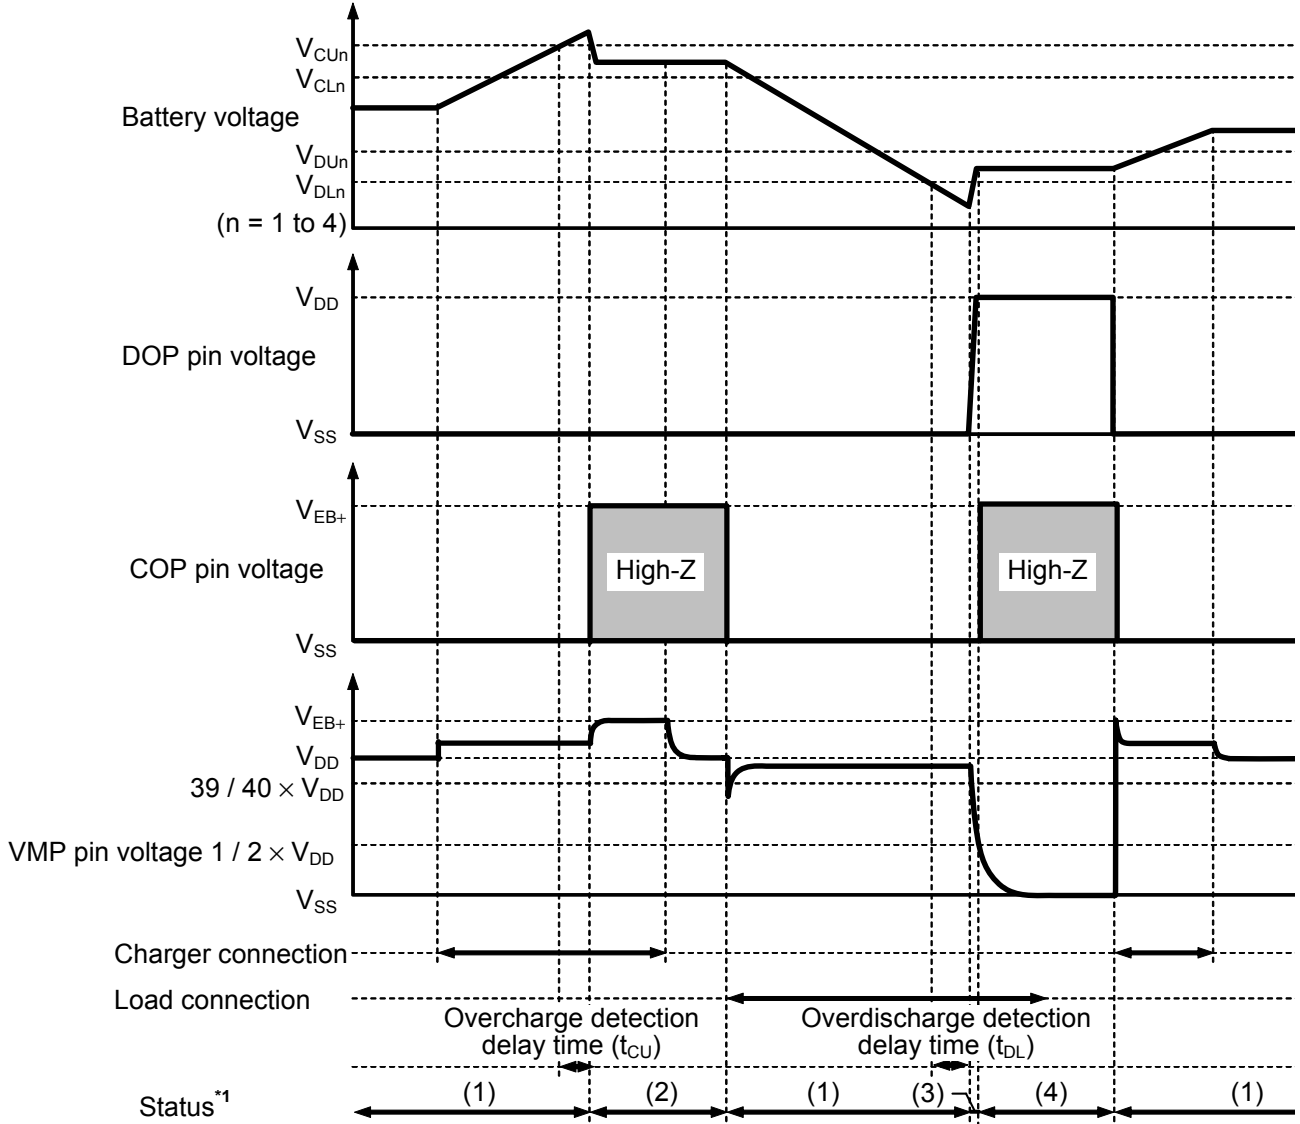 V_CUn
V_CLn
Battery voltage
V_DUn
V_DLn
(n = 1 to 4)
V_DD
DOP pin voltage
V_SS
V_EB+
COP pin voltage
High-Z
High-Z
V_SS
V_EB+
V_DD
39 / 40 × V_DD
VMP pin voltage 1 / 2 × V_DD
V_SS
Charger connection
Load connection
Overcharge detection
delay time (t_CU)
Overdischarge detection
delay time (t_DL)
Status*1
(1)
(2)
(1)
(3)
(4)
(1)